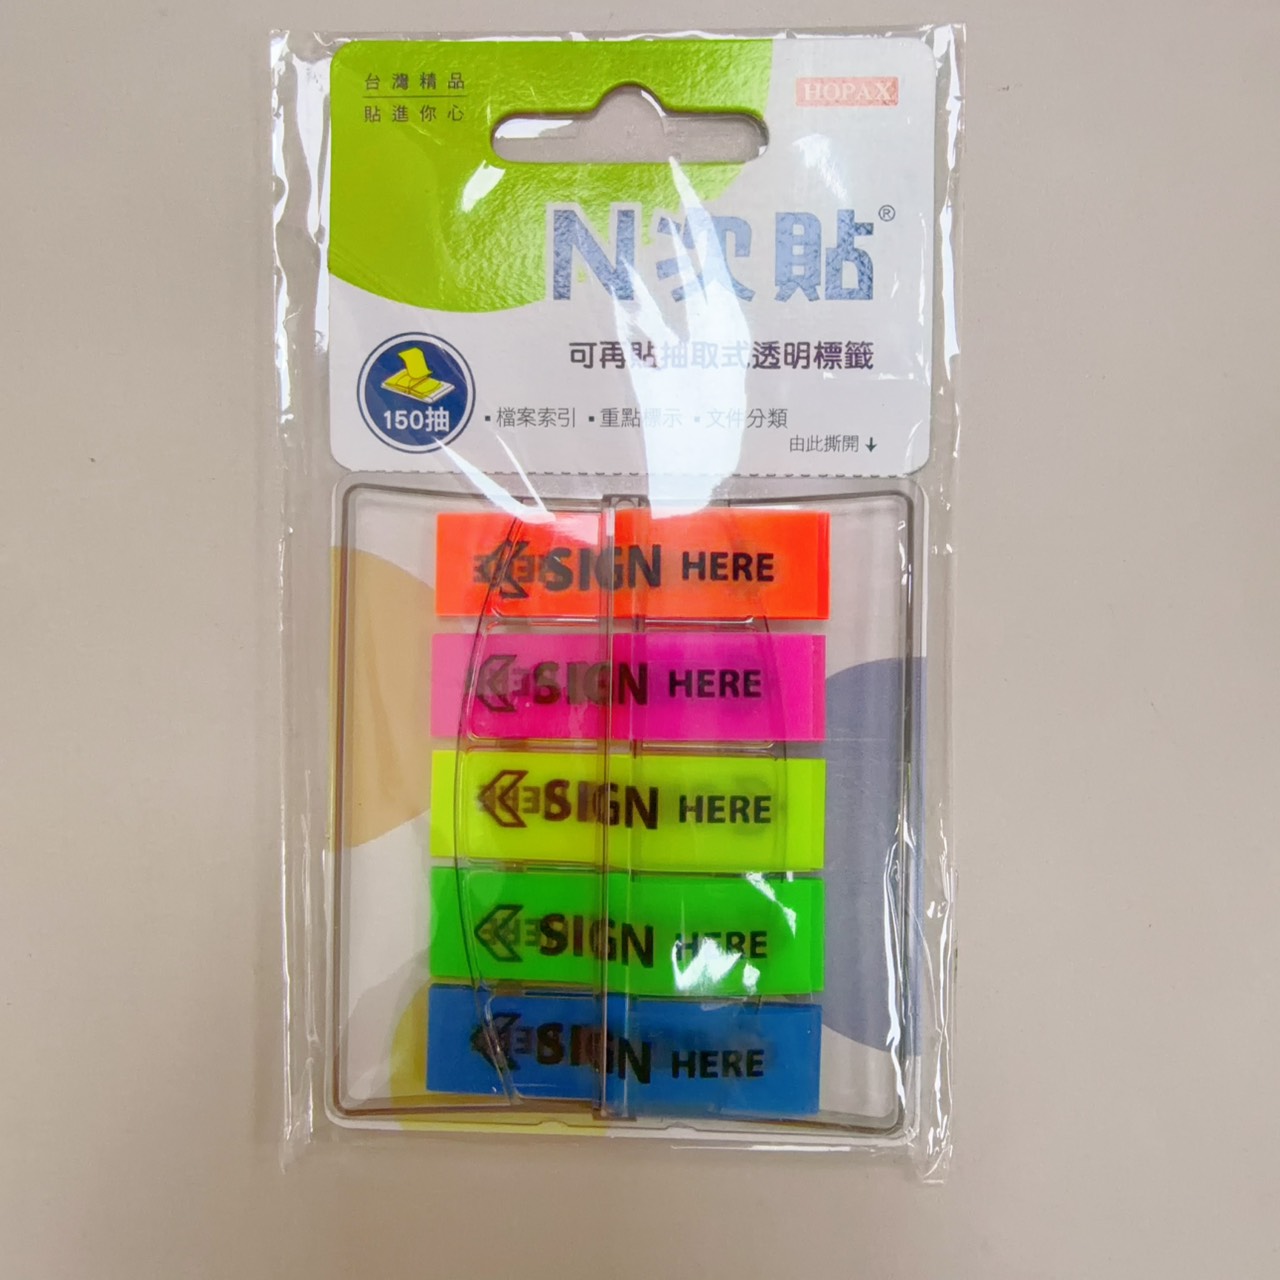 台灣精品
貼進你心
HOPAX
N次貼®
可再貼抽取式透明標籤
150抽
▪檔案索引 ▪重點標示 ▪文件分類
由此撕開↓
SIGN HERE
SIGN HERE
SIGN HERE
SIGN HERE
SIGN HERE